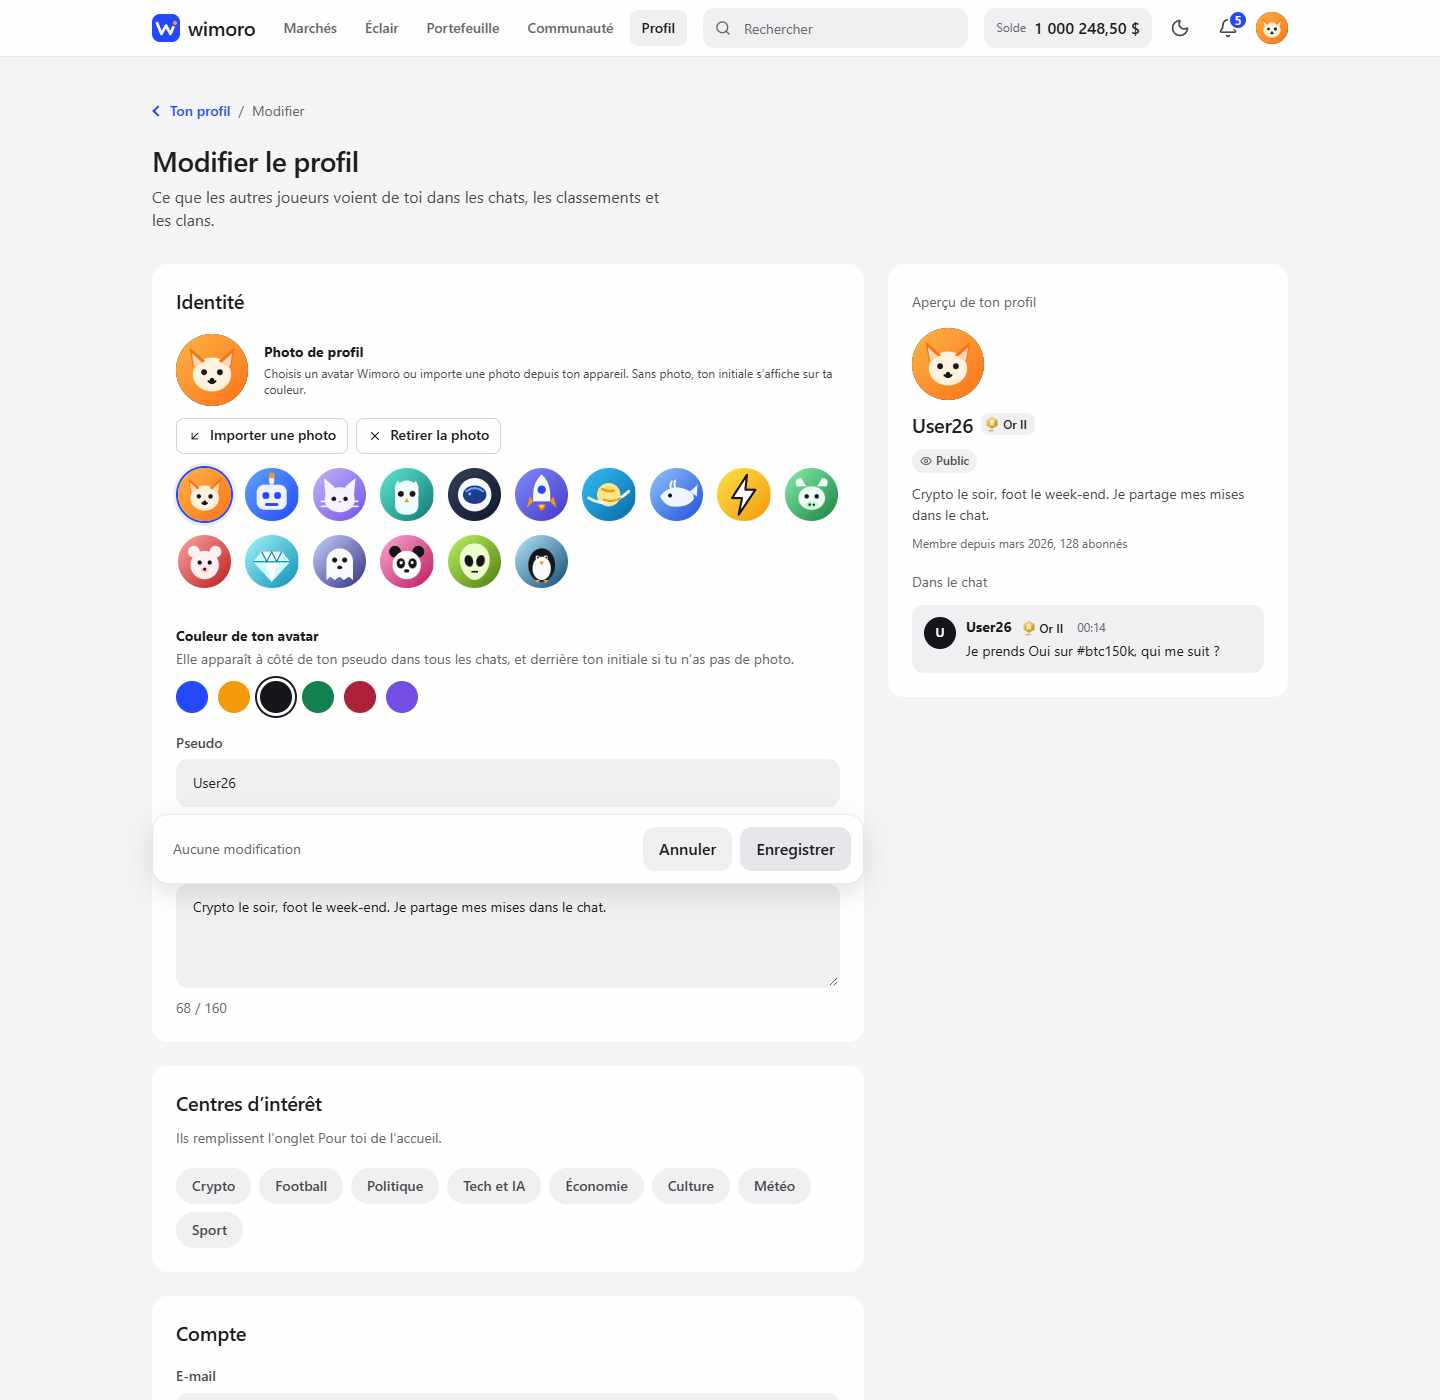 wimoro
Marchés
Éclair
Portefeuille
Communauté
Profil
Rechercher
Solde 1 000 248,50 $
5
Ton profil / Modifier
Modifier le profil
Ce que les autres joueurs voient de toi dans les chats, les classements et
les clans.
Identité
Photo de profil
Choisis un avatar Wimoro ou importe une photo depuis ton appareil. Sans photo, ton initiale s'affiche sur ta
couleur.
Importer une photo
Retirer la photo
Couleur de ton avatar
Elle apparaît à côté de ton pseudo dans tous les chats, et derrière ton initiale si tu n'as pas de photo.
Pseudo
User26
Aucune modification
Annuler
Enregistrer
Crypto le soir, foot le week-end. Je partage mes mises dans le chat.
68 / 160
Centres d'intérêt
Ils remplissent l'onglet Pour toi de l'accueil.
Crypto
Football
Politique
Tech et IA
Économie
Culture
Météo
Sport
Compte
E-mail
Aperçu de ton profil
User26
Or II
Public
Crypto le soir, foot le week-end. Je partage mes mises
dans le chat.
Membre depuis mars 2026, 128 abonnés
Dans le chat
U
User26 Or II 00:14
Je prends Oui sur #btc150k, qui me suit ?